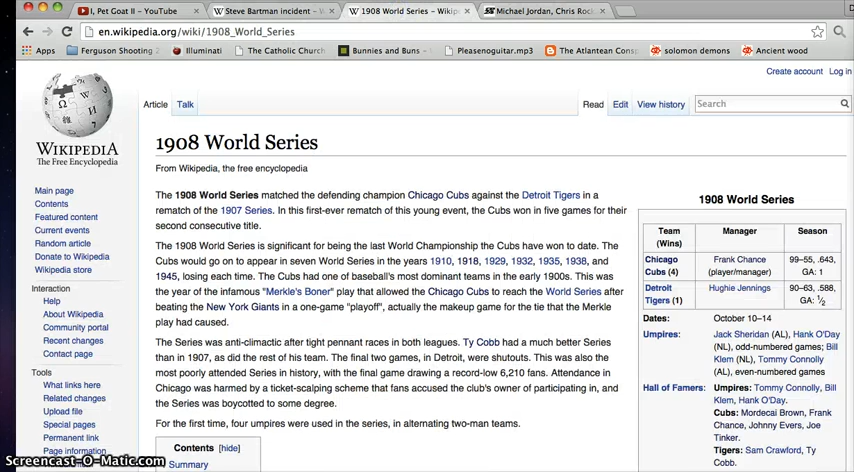 I, Pet Goat II - YouTube
Steve Bartman incident - W
1908 World Series - Wikip
Michael Jordan, Chris Rock
en.wikipedia.org/wiki/1908_World_Series
Apps Ferguson Shooting 2 Illuminati The Catholic Church Bunnies and Buns - Pleasenoguitar.mp3 The Atlantean Cons solomon demons Ancient wood
Create account Log in
Article Talk Read Edit View history Search
WIKIPEDIA
The Free Encyclopedia
Main page
Contents
Featured content
Current events
Random article
Donate to Wikipedia
Wikipedia store
Interaction
Help
About Wikipedia
Community portal
Recent changes
Contact page
Tools
What links here
Related changes
Upload file
Special pages
Permanent link
Page information
1908 World Series
From Wikipedia, the free encyclopedia
The 1908 World Series matched the defending champion Chicago Cubs against the Detroit Tigers in a
rematch of the 1907 Series. In this first-ever rematch of this young event, the Cubs won in five games for their
second consecutive title.
The 1908 World Series is significant for being the last World Championship the Cubs have won to date. The
Cubs would go on to appear in seven World Series in the years 1910, 1918, 1929, 1932, 1935, 1938, and
1945, losing each time. The Cubs had one of baseball's most dominant teams in the early 1900s. This was
the year of the infamous "Merkle's Boner" play that allowed the Chicago Cubs to reach the World Series after
beating the New York Giants in a one-game "playoff", actually the makeup game for the tie that the Merkle
play had caused.
The Series was anti-climactic after tight pennant races in both leagues. Ty Cobb had a much better Series
than in 1907, as did the rest of his team. The final two games, in Detroit, were shutouts. This was also the
most poorly attended Series in history, with the final game drawing a record-low 6,210 fans. Attendance in
Chicago was harmed by a ticket-scalping scheme that fans accused the club's owner of participating in, and
the Series was boycotted to some degree.
For the first time, four umpires were used in the series, in alternating two-man teams.
Contents [hide]
Summary
1908 World Series
Team (Wins) Manager Season
Chicago Cubs (4) Frank Chance (player/manager) 99–55, .643, GA: 1
Detroit Tigers (1) Hughie Jennings 90–63, .588, GA: 1⁄2
Dates: October 10–14
Umpires: Jack Sheridan (AL), Hank O'Day
(NL), odd-numbered games; Bill
Klem (NL), Tommy Connolly
(AL), even-numbered games
Hall of Famers: Umpires: Tommy Connolly, Bill
Klem, Hank O'Day.
Cubs: Mordecai Brown, Frank
Chance, Johnny Evers, Joe
Tinker.
Tigers: Sam Crawford, Ty
Cobb.
Screencast-O-Matic.com